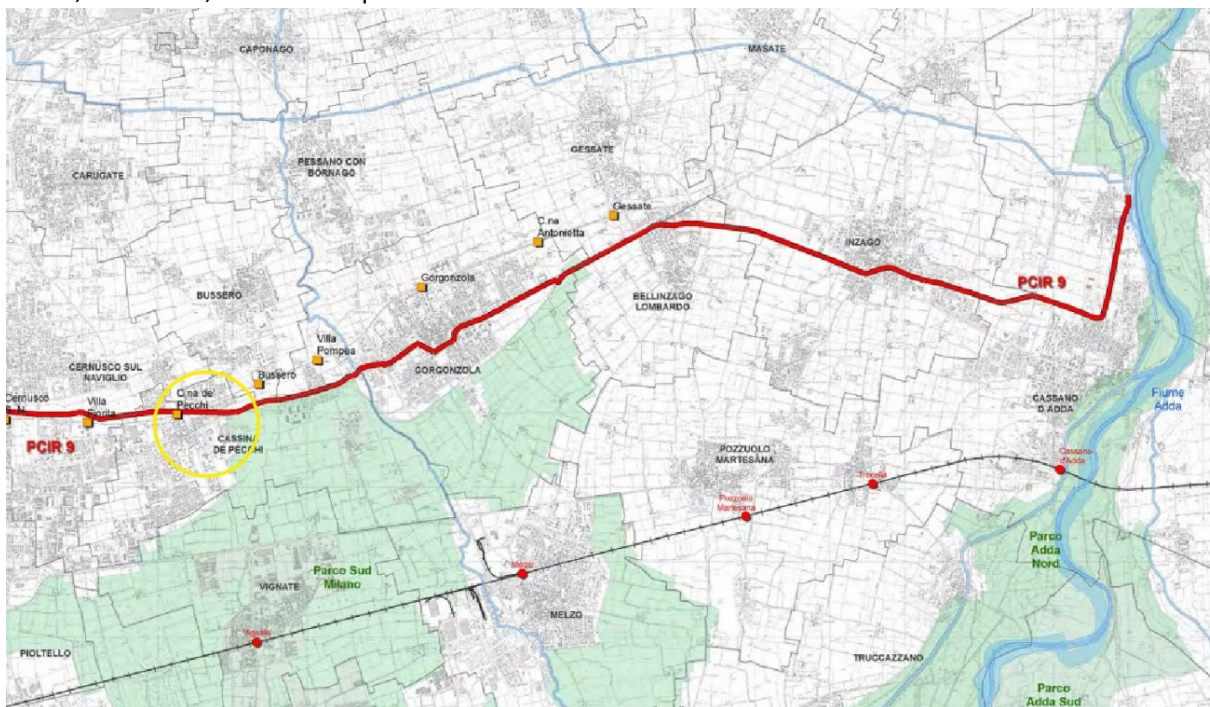 CAPONAGO
MASATE
GESSATE
PESSANO CON
BORNAGO
CARUGATE
Gessate
C.na
Antonietta
INZAGO
Gorgonzola
PCIR 9
BUSSERO
BELLINZAGO
LOMBARDO
Villa
Pompea
CERNUSCO SUL
NAVIGLIO
GORGONZOLA
Bussero
Cernusco
S. N.
Villa
Fiorita
C.na de
Pecchi
CASSANO
D'ADDA
Fiume
Adda
PCIR 9
CASSINA
DE PECCHI
POZZUOLO
MARTESANA
Cassano
d'Adda
Trecella
Pozzuolo
Martesana
Parco
Adda
Nord
Melzo
Parco Sud
Milano
VIGNATE
MELZO
Vignate
PIOLTELLO
TRUCCAZZANO
Parco
Adda Sud